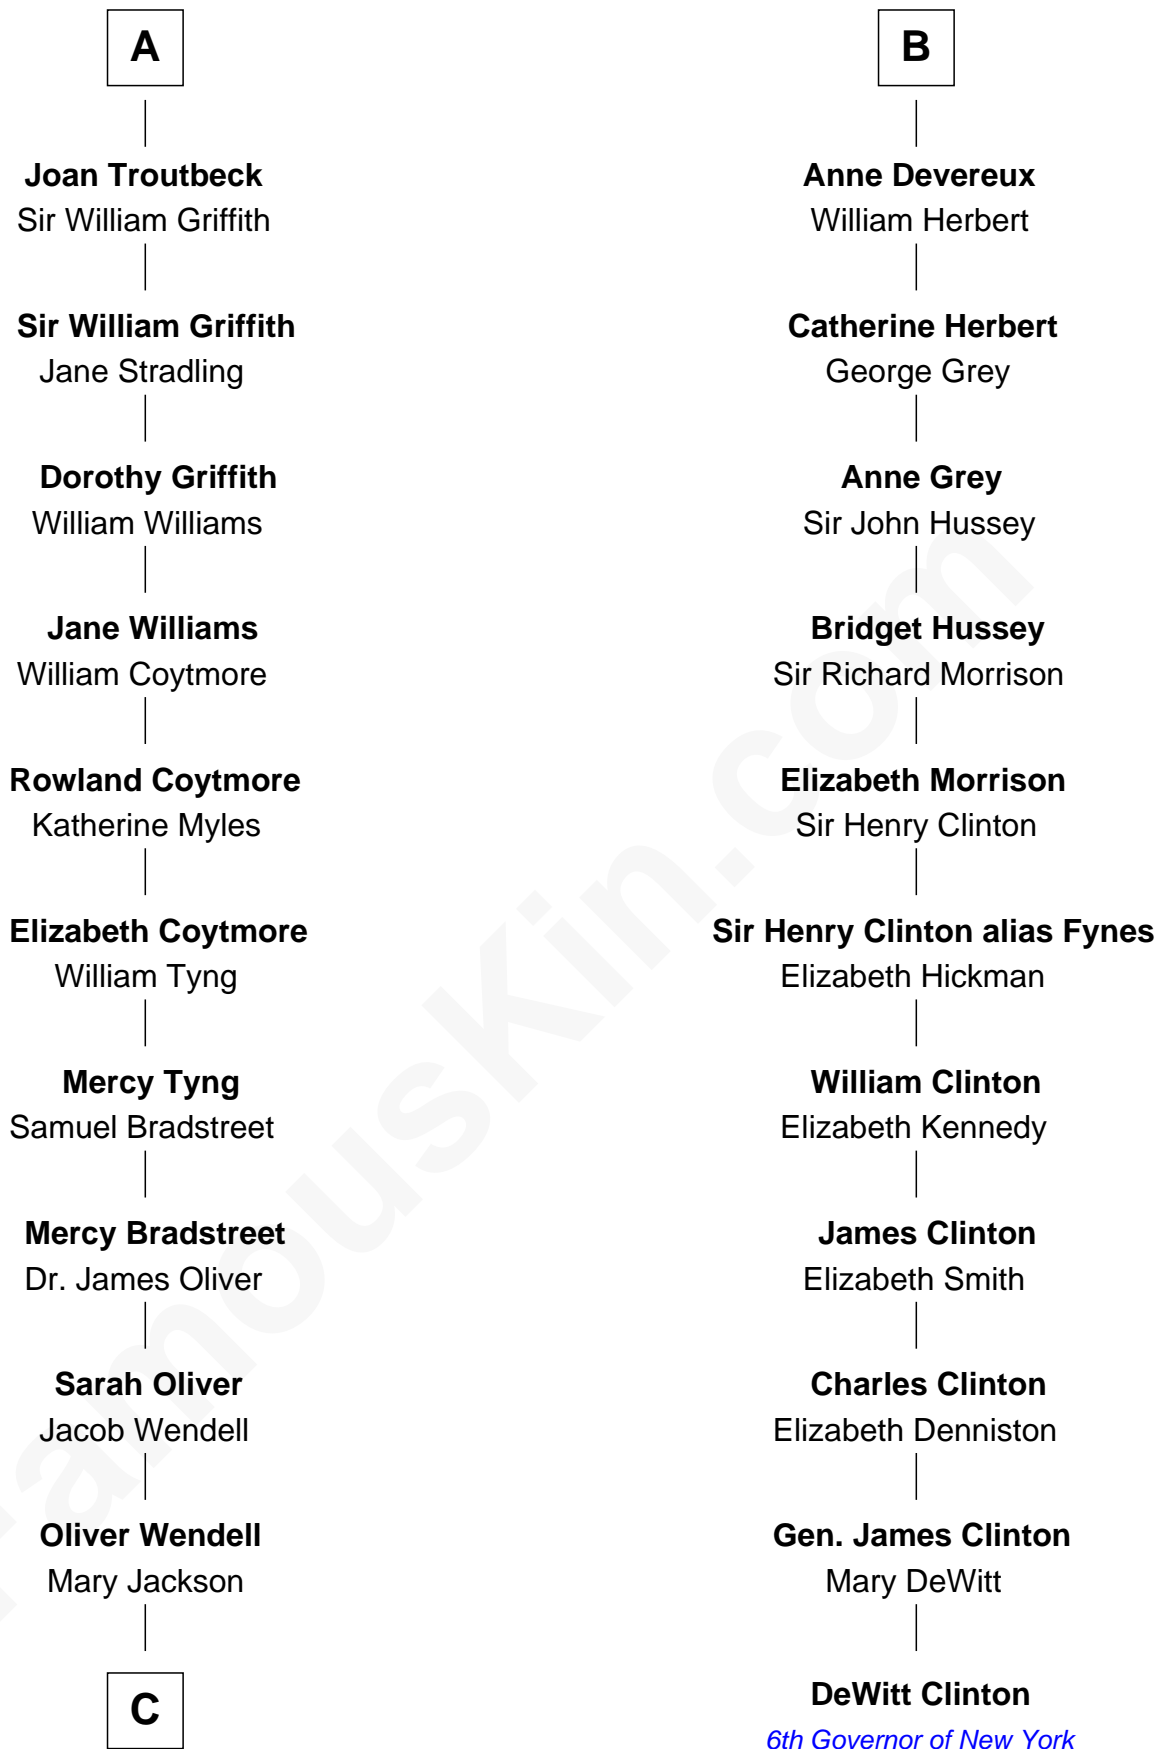 A
Joan Troutbeck
Sir William Griffith
Sir William Griffith
Jane Stradling
Dorothy Griffith
William Williams
Jane Williams
William Coytmore
Rowland Coytmore
Katherine Myles
Elizabeth Coytmore
William Tyng
Mercy Tyng
Samuel Bradstreet
Mercy Bradstreet
Dr. James Oliver
Sarah Oliver
Jacob Wendell
Oliver Wendell
Mary Jackson
C
B
Anne Devereux
William Herbert
Catherine Herbert
George Grey
Anne Grey
Sir John Hussey
Bridget Hussey
Sir Richard Morrison
Elizabeth Morrison
Sir Henry Clinton
Sir Henry Clinton alias Fynes
Elizabeth Hickman
William Clinton
Elizabeth Kennedy
James Clinton
Elizabeth Smith
Charles Clinton
Elizabeth Denniston
Gen. James Clinton
Mary DeWitt
DeWitt Clinton
6th Governor of New York
FamousKin.com